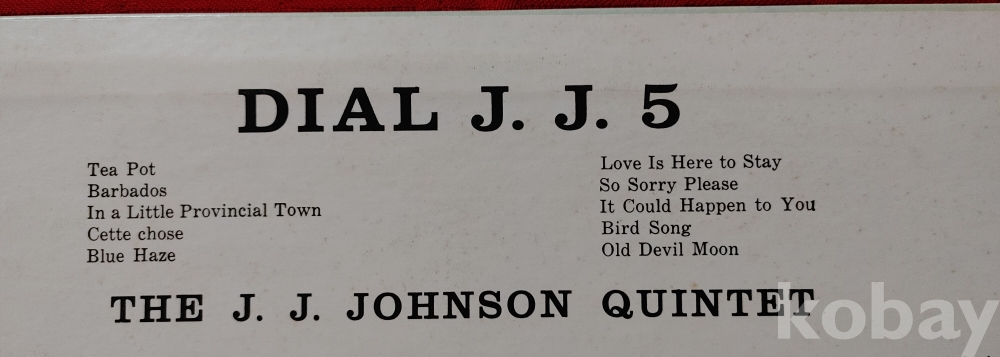 DIAL J. J. 5
Tea Pot
Barbados
In a Little Provincial Town
Cette chose
Blue Haze
Love Is Here to Stay
So Sorry Please
It Could Happen to You
Bird Song
Old Devil Moon
THE J. J. JOHNSON QUINTET
kobay